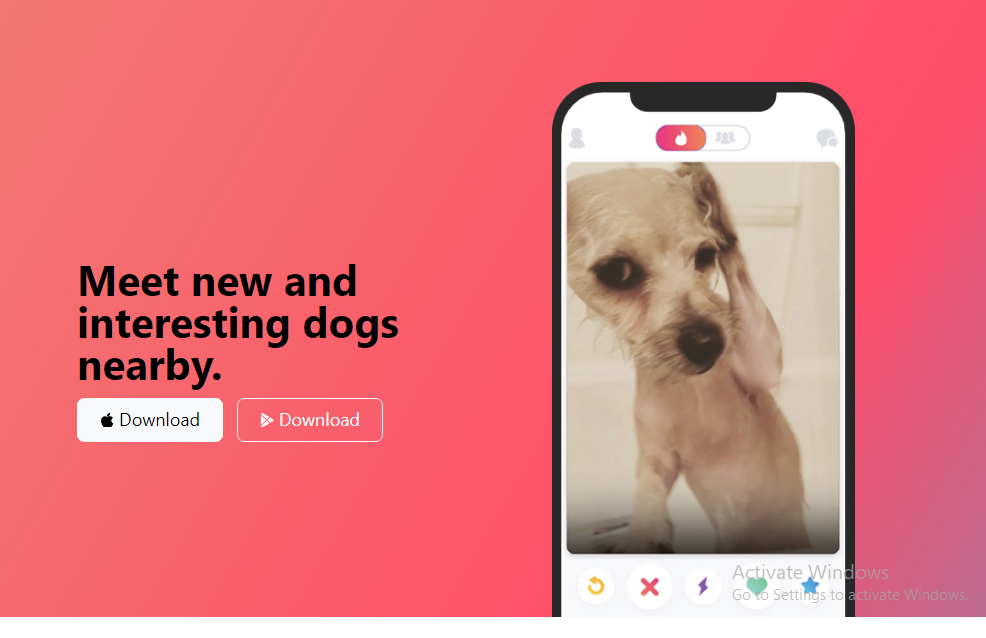 Meet new and
interesting dogs
nearby.
Download
Download
Activate Windows
Go to Settings to activate Windows.